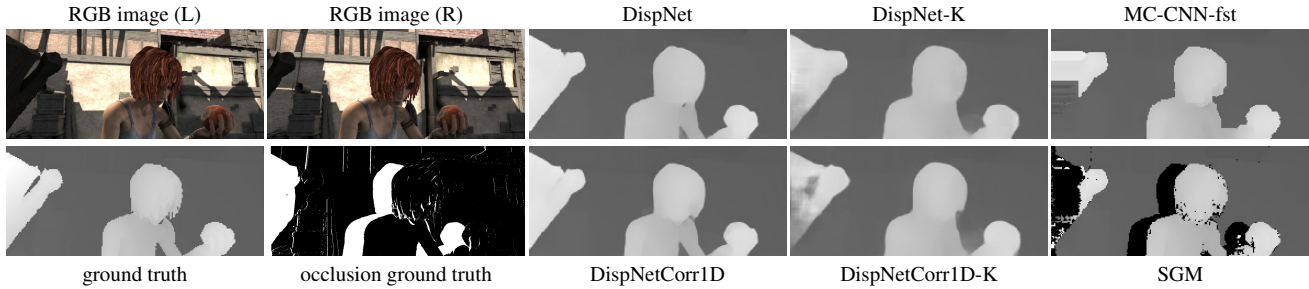 RGB image (L) RGB image (R) DispNet DispNet-K MC-CNN-fst
ground truth occlusion ground truth DispNetCorr1D DispNetCorr1D-K SGM